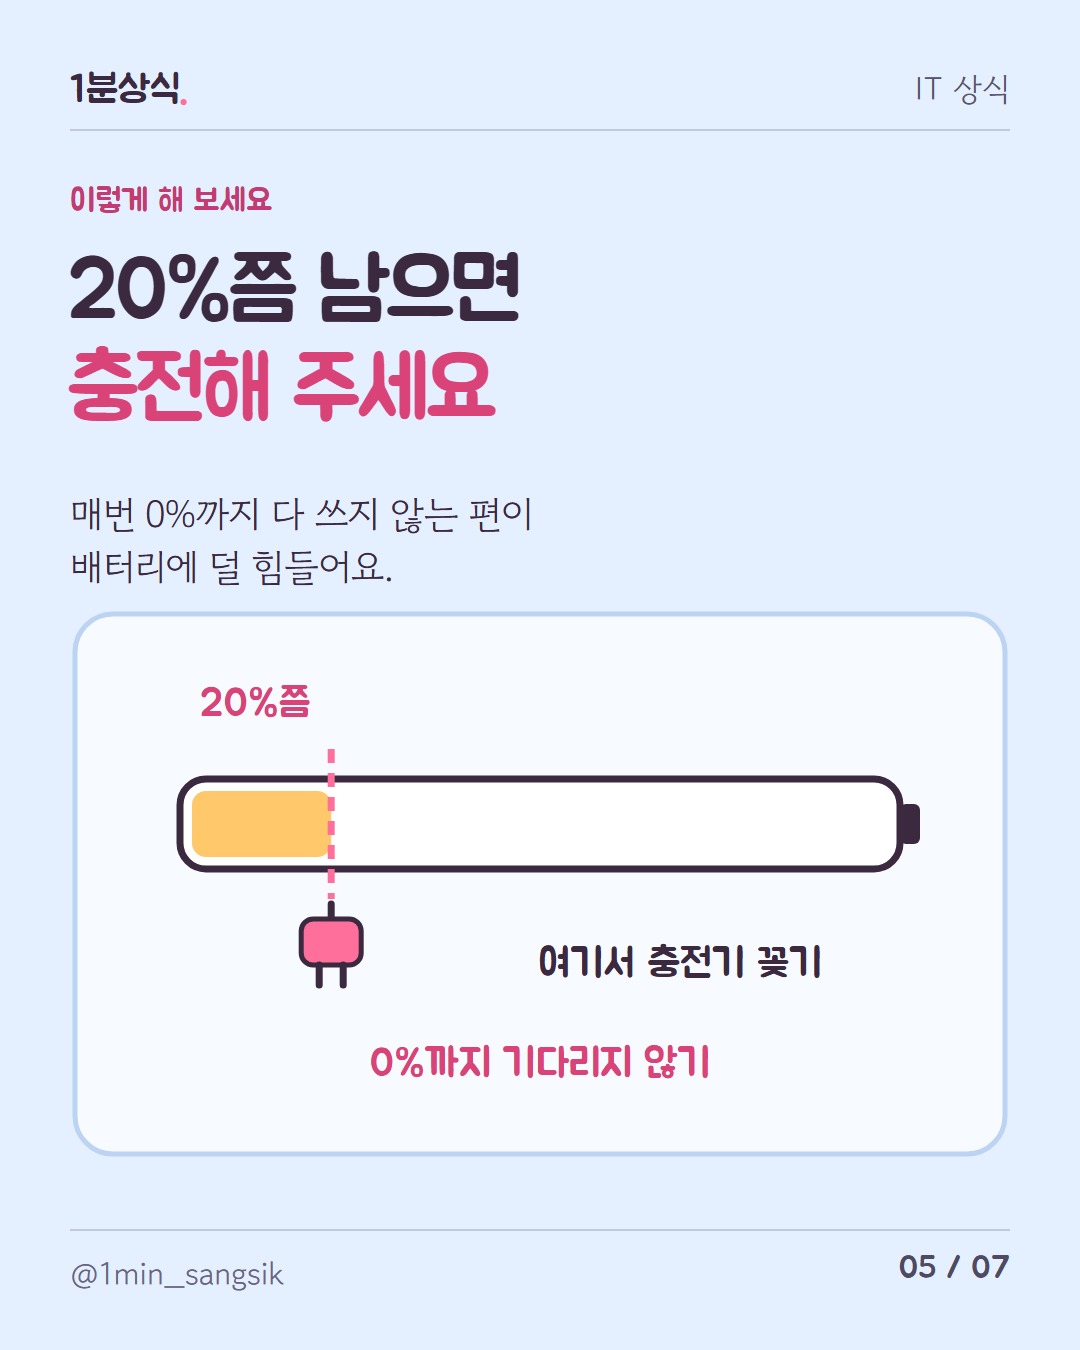 1분상식.
IT 상식
이렇게 해 보세요
20%쯤 남으면
충전해 주세요
매번 0%까지 다 쓰지 않는 편이
배터리에 덜 힘들어요.
20%쯤
여기서 충전기 꽂기
0%까지 기다리지 않기
@1min_sangsik
05 / 07